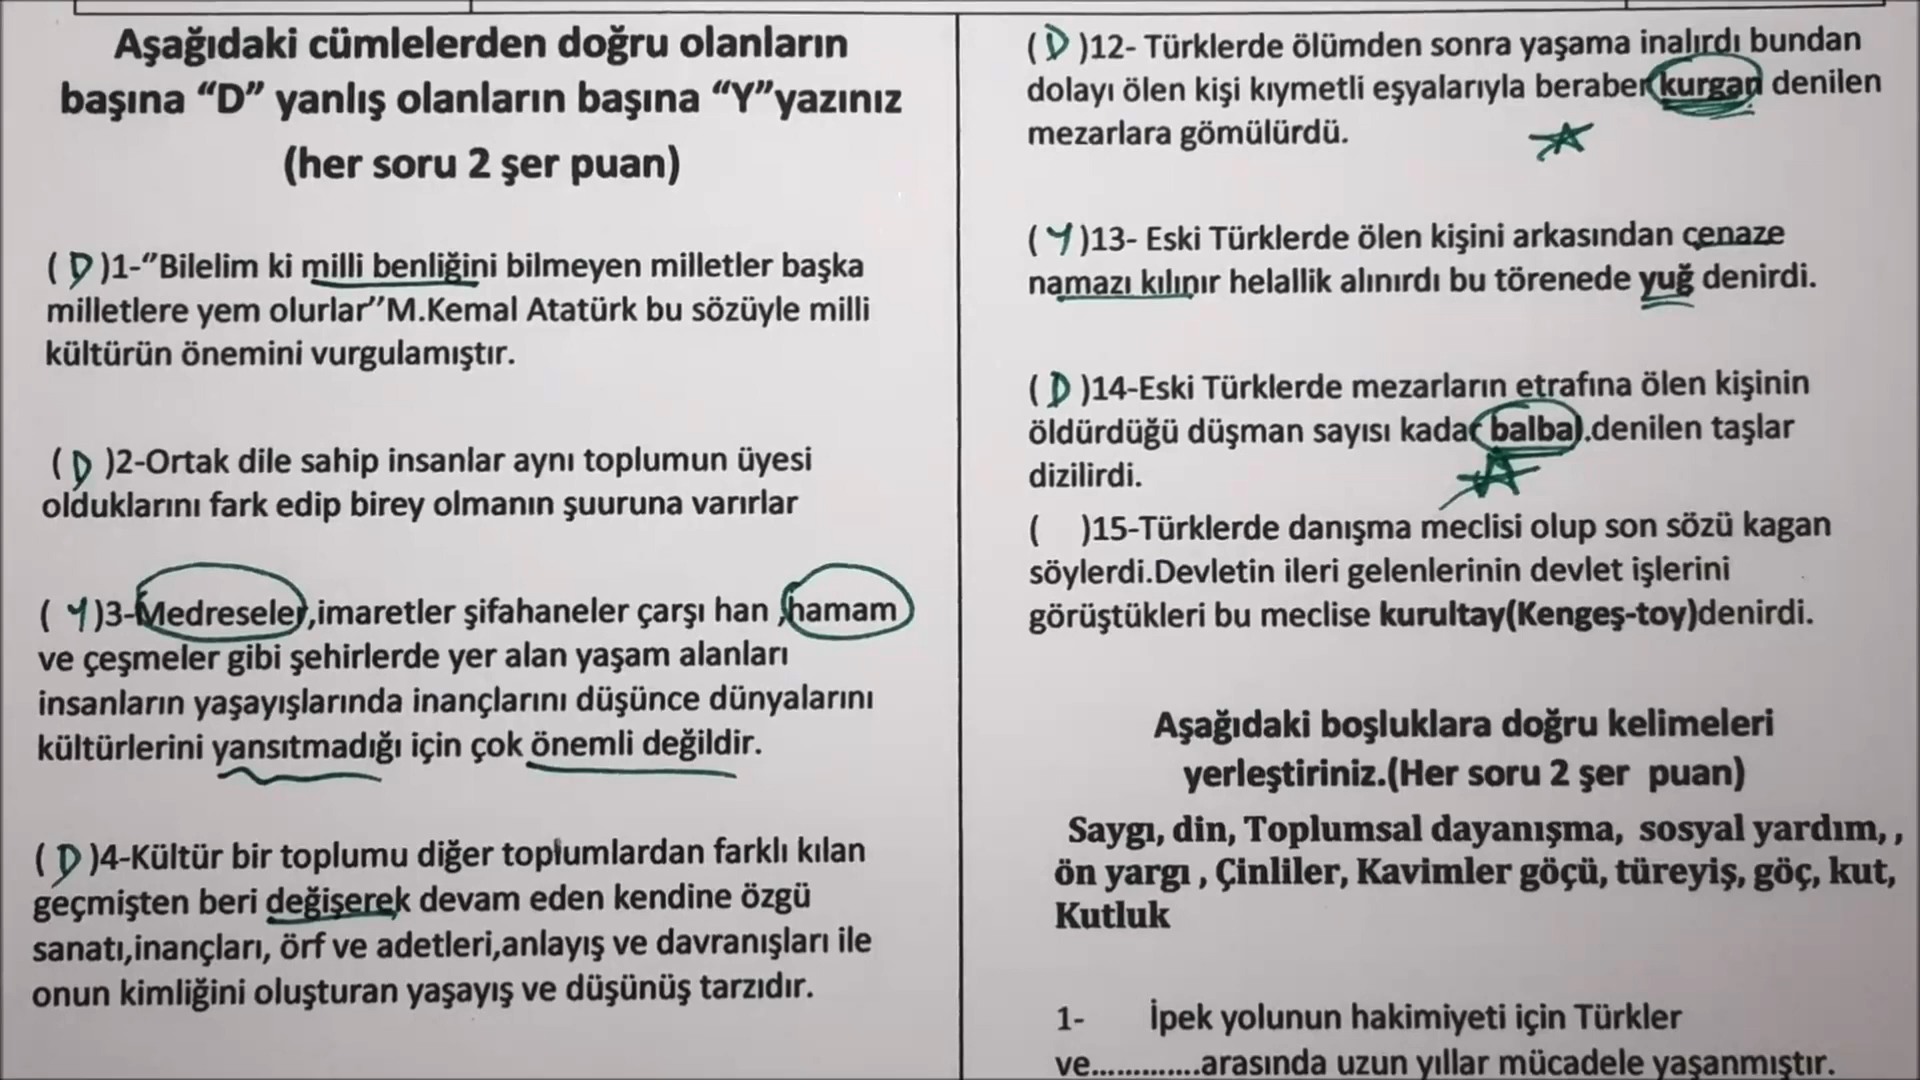 Aşağıdaki cümlelerden doğru olanların
başına “D” yanlış olanların başına “Y”yazınız
(her soru 2 şer puan)
( D )1-”Bilelim ki milli benliğini bilmeyen milletler başka
milletlere yem olurlar”M.Kemal Atatürk bu sözüyle milli
kültürün önemini vurgulamıştır.
( D )2-Ortak dile sahip insanlar aynı toplumun üyesi
olduklarını fark edip birey olmanın şuuruna varırlar
( Y )3-Medreseler,imaretler şifahaneler çarşı han ,hamam
ve çeşmeler gibi şehirlerde yer alan yaşam alanları
insanların yaşayışlarında inançlarını düşünce dünyalarını
kültürlerini yansıtmadığı için çok önemli değildir.
( D )4-Kültür bir toplumu diğer toplumlardan farklı kılan
geçmişten beri değişerek devam eden kendine özgü
sanatı,inançları, örf ve adetleri,anlayış ve davranışları ile
onun kimliğini oluşturan yaşayış ve düşünüş tarzıdır.
( D )12- Türklerde ölümden sonra yaşama inalırdı bundan
dolayı ölen kişi kıymetli eşyalarıyla beraber kurgan denilen
mezarlara gömülürdü.
( Y )13- Eski Türklerde ölen kişini arkasından cenaze
namazı kılınır helallik alınırdı bu törenede yuğ denirdi.
( D )14-Eski Türklerde mezarların etrafına ölen kişinin
öldürdüğü düşman sayısı kadar balbal.denilen taşlar
dizilirdi.
( )15-Türklerde danışma meclisi olup son sözü kagan
söylerdi.Devletin ileri gelenlerinin devlet işlerini
görüştükleri bu meclise kurultay(Kengeş-toy)denirdi.
Aşağıdaki boşluklara doğru kelimeleri
yerleştiriniz.(Her soru 2 şer puan)
Saygı, din, Toplumsal dayanışma, sosyal yardım, ,
ön yargı , Çinliler, Kavimler göçü, türeyiş, göç, kut,
Kutluk
1- İpek yolunun hakimiyeti için Türkler
ve.............arasında uzun yıllar mücadele yaşanmıştır.